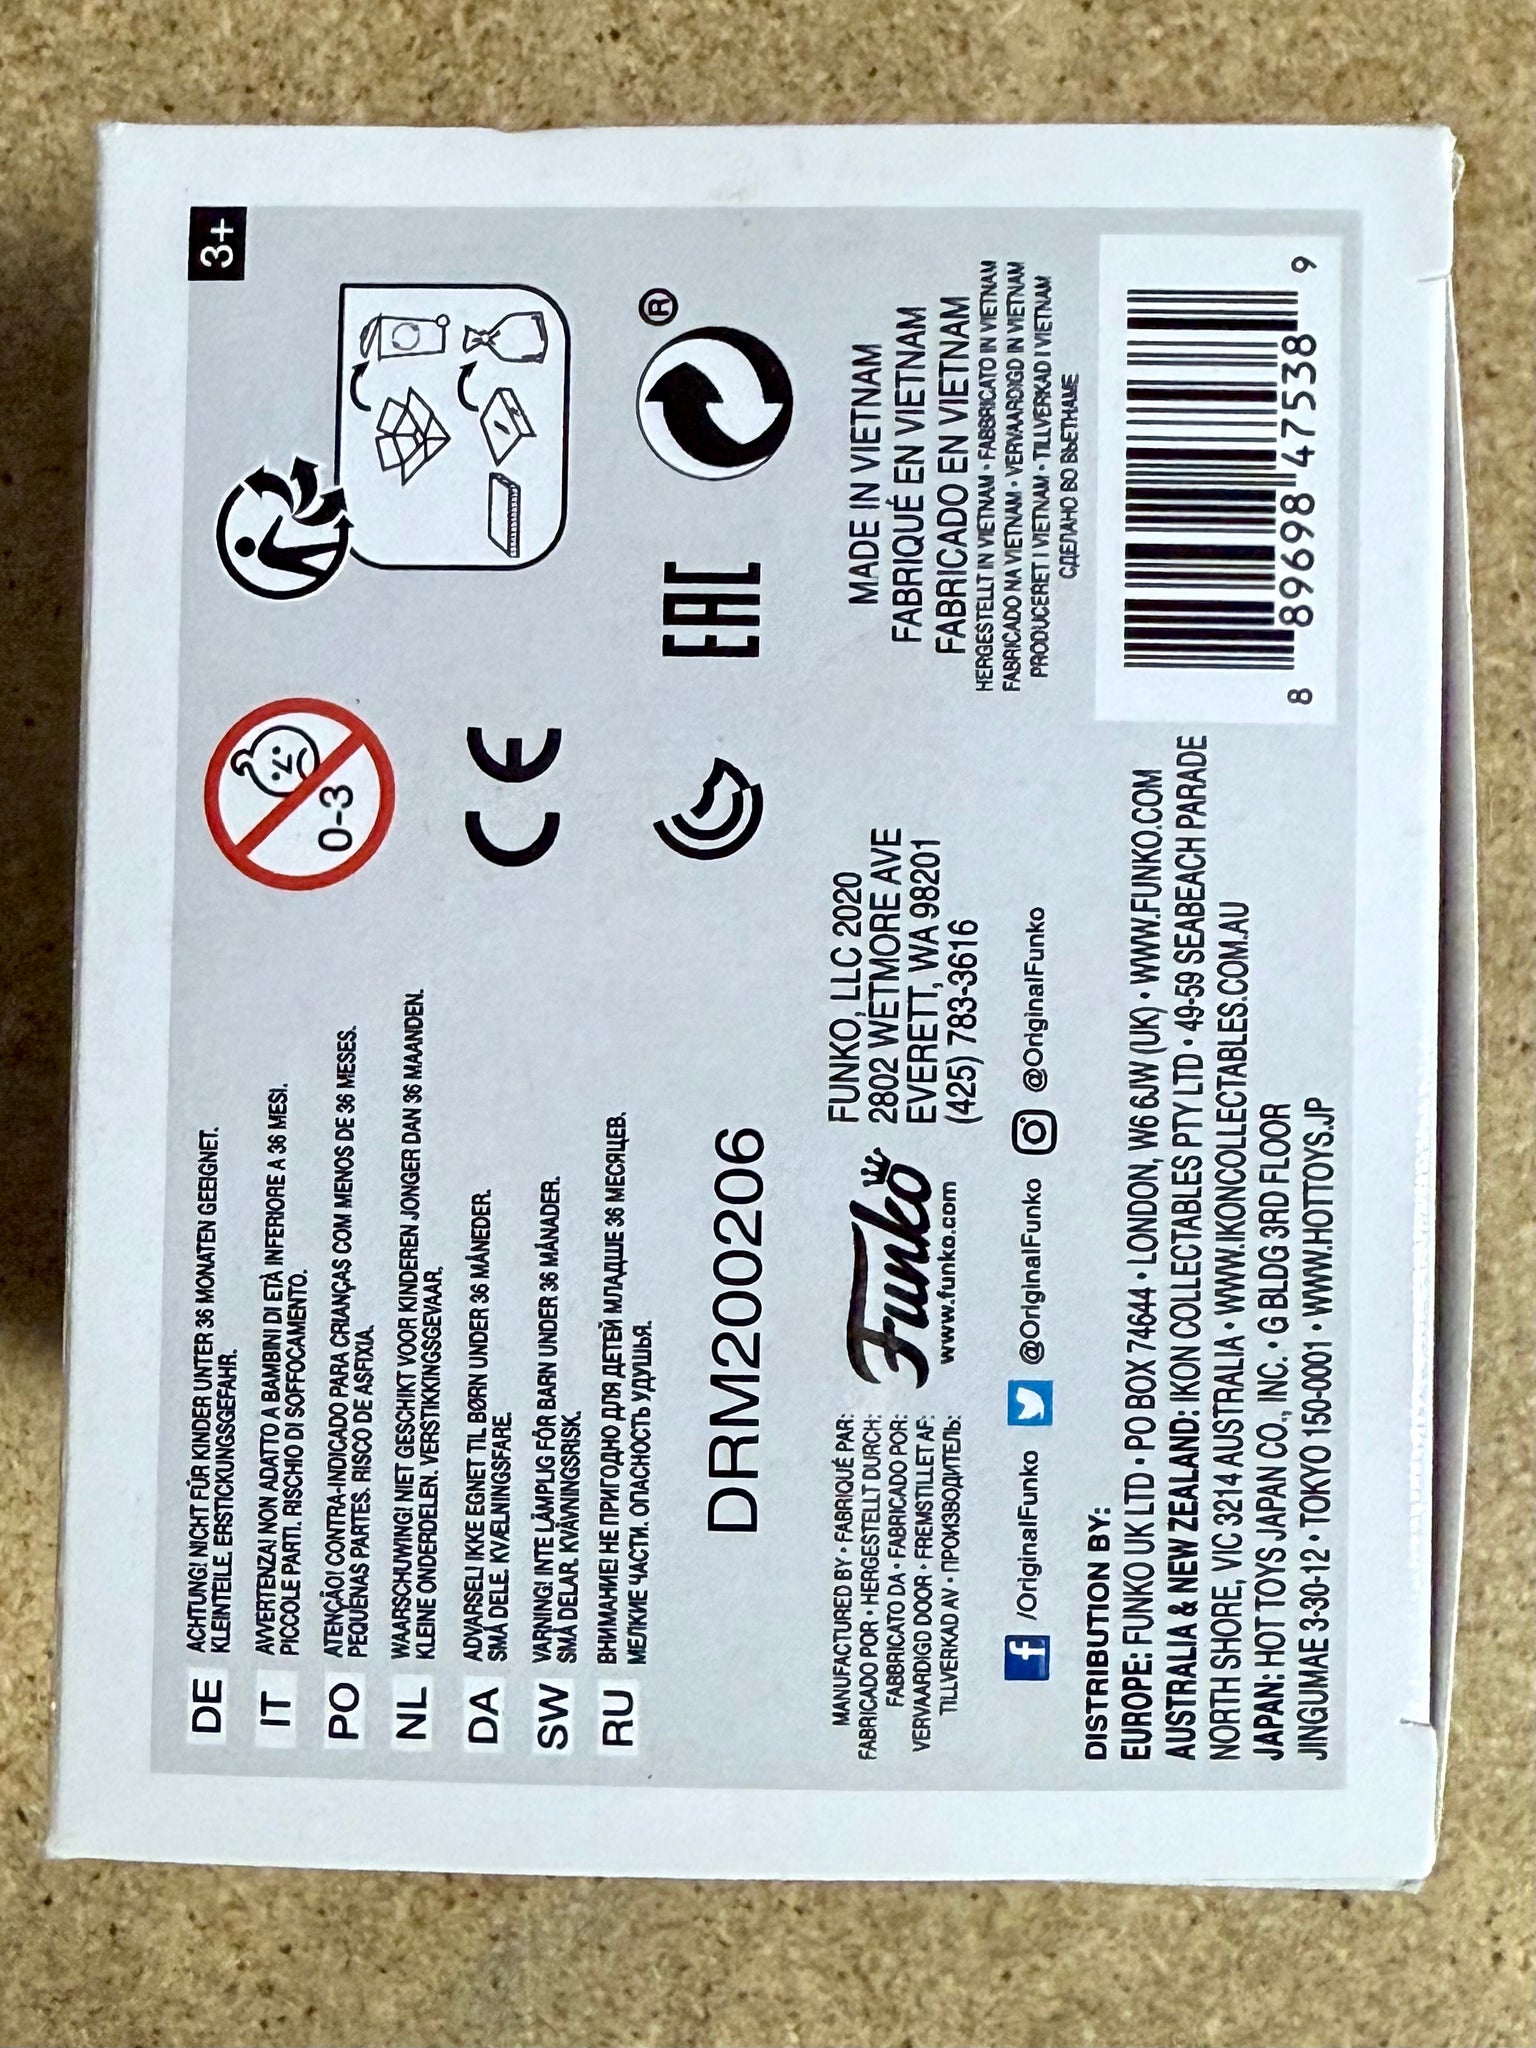 DE ACHTUNG! NICHT FÜR KINDER UNTER 36 MONATEN GEEIGNET.
KLEINTEILE. ERSTICKUNGSGEFAHR.
IT AVVERTENZA! NON ADATTO A BAMBINI DI ETÀ INFERIORE A 36 MESI.
PICCOLE PARTI. RISCHIO DI SOFFOCAMENTO.
PO ATENÇÃO! CONTRA-INDICADO PARA CRIANÇAS COM MENOS DE 36 MESES.
PEQUENAS PARTES. RISCO DE ASFIXIA.
NL WAARSCHUWING! NIET GESCHIKT VOOR KINDEREN JONGER DAN 36 MAANDEN.
KLEINE ONDERDELEN. VERSTIKKINGSGEVAAR.
DA ADVARSEL! IKKE EGNET TIL BØRN UNDER 36 MÅNEDER.
SMÅ DELE. KVÆLNINGSFARE.
SW VARNING! INTE LÄMPLIG FÖR BARN UNDER 36 MÅNADER.
SMÅ DELAR. KVÄVNINGSRISK.
RU ВНИМАНИЕ! НЕ ПРИГОДНО ДЛЯ ДЕТЕЙ МЛАДШЕ 36 МЕСЯЦЕВ.
МЕЛКИЕ ЧАСТИ. ОПАСНОСТЬ УДУШЬЯ.
0-3
3+
CE
EAC
®
DRM200206
MANUFACTURED BY • FABRIQUÉ PAR:
FABRICADO POR • HERGESTELLT DURCH:
FABBRICATO DA • FABRICADO POR:
VERVAARDIGD DOOR • FREMSTILLET AF:
TILLVERKAD AV • ПРОИЗВОДИТЕЛЬ:
Funko
www.funko.com
FUNKO, LLC 2020
2802 WETMORE AVE
EVERETT, WA 98201
(425) 783-3616
MADE IN VIETNAM
FABRIQUÉ EN VIETNAM
FABRICADO EN VIETNAM
HERGESTELLT IN VIETNAM • FABBRICATO IN VIETNAM
FABRICADO NA VIETNAM • VERVAARDIGD IN VIETNAM
PRODUCERET I VIETNAM • TILLVERKAD I VIETNAM
СДЕЛАНО ВО ВЬЕТНАМЕ
f /OriginalFunko @OriginalFunko @OriginalFunko
DISTRIBUTION BY:
EUROPE: FUNKO UK LTD • PO BOX 74644 • LONDON, W6 6JW (UK) • WWW.FUNKO.COM
AUSTRALIA & NEW ZEALAND: IKON COLLECTABLES PTY LTD • 49-59 SEABEACH PARADE
NORTH SHORE, VIC 3214 AUSTRALIA • WWW.IKONCOLLECTABLES.COM.AU
JAPAN: HOT TOYS JAPAN CO., INC. • G BLDG 3RD FLOOR
JINGUMAE 3-30-12 • TOKYO 150-0001 • WWW.HOTTOYS.JP
8 89698 47538 9